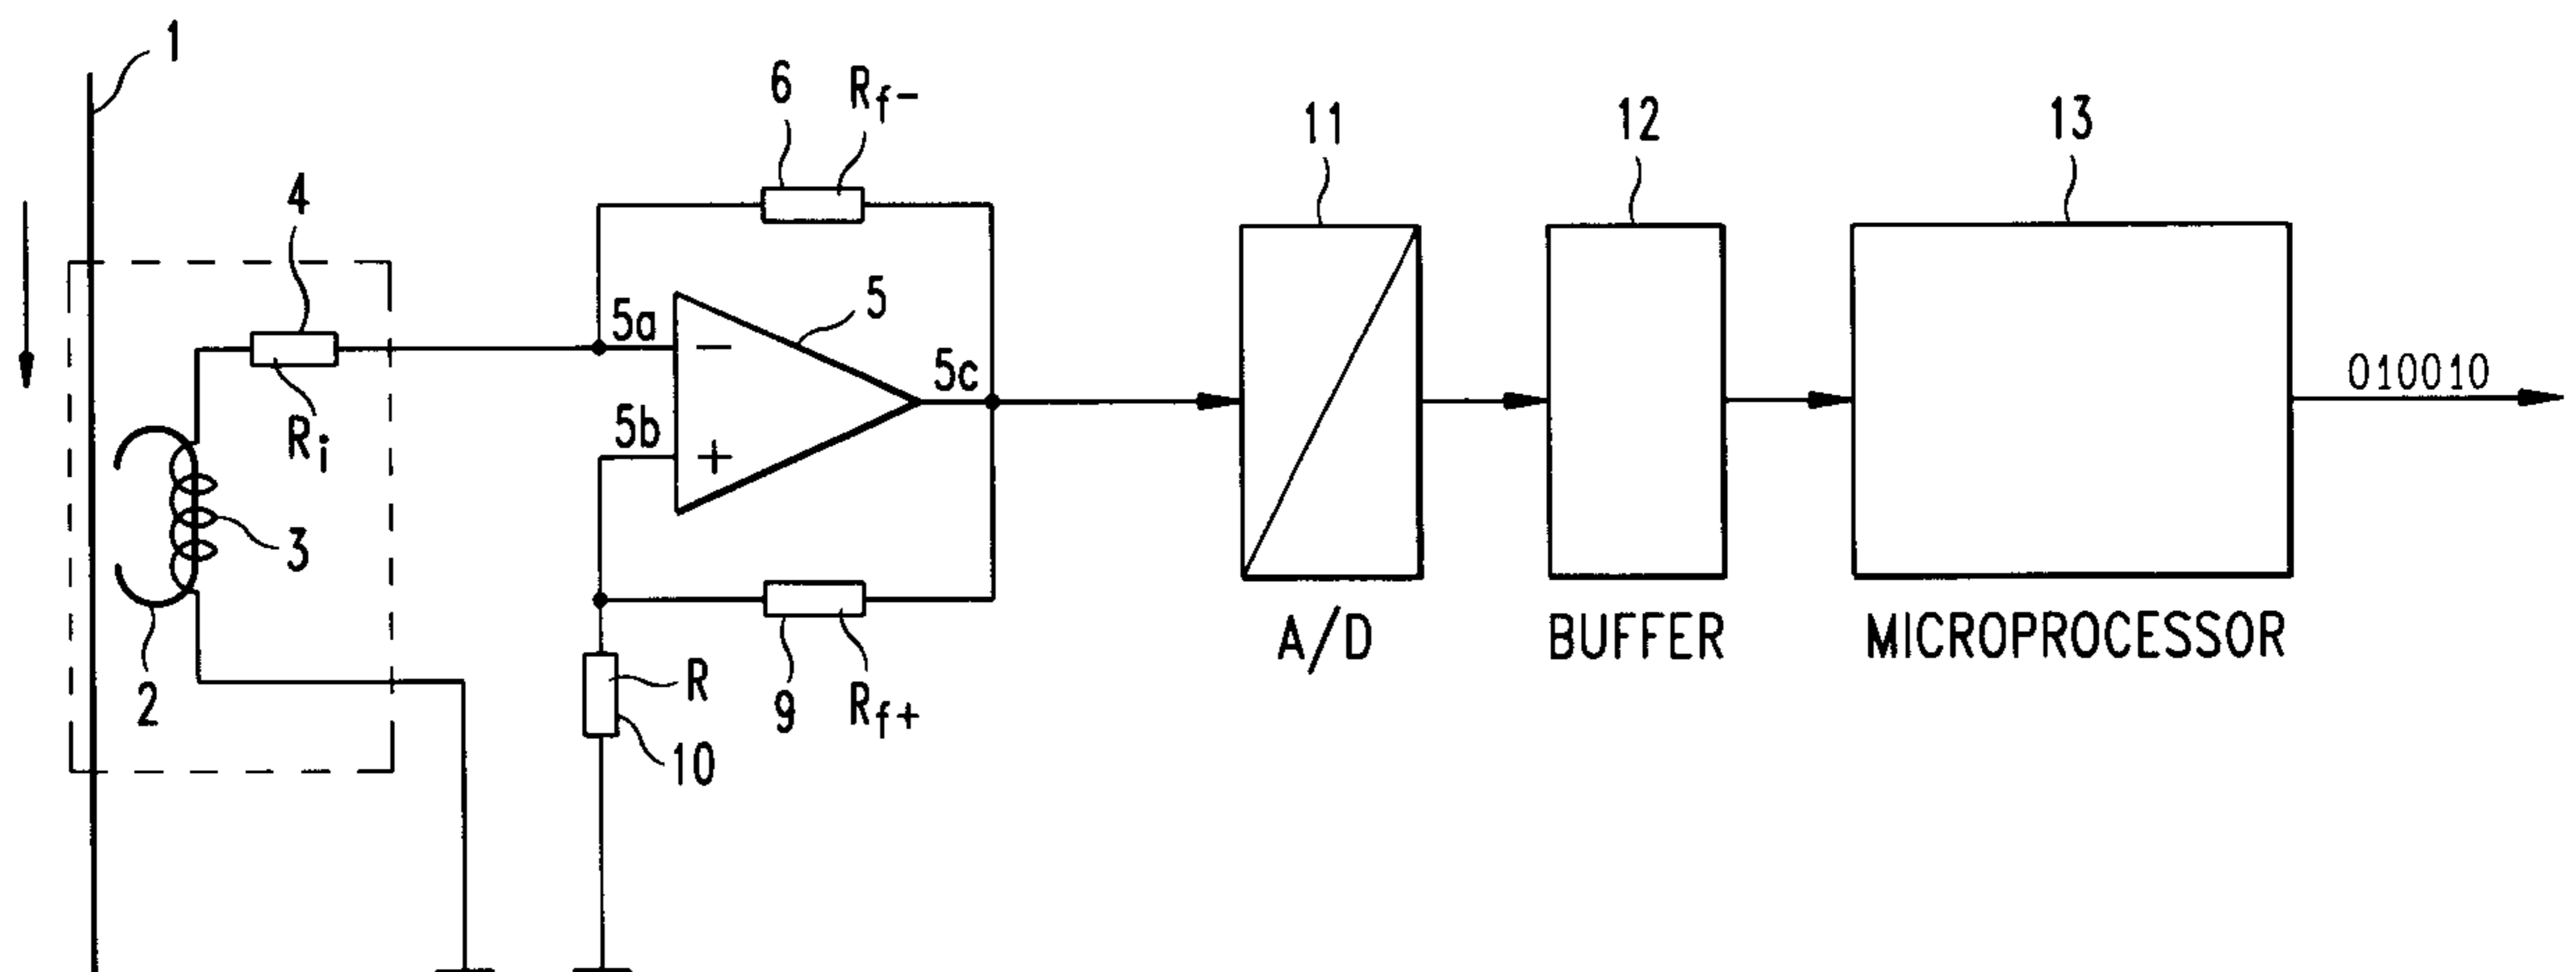 1
6 Rf-
11
12
13
4
5
5a
-
5c
010010
Ri
5b
+
3
A/D
BUFFER
MICROPROCESSOR
2
R
9
Rf+
10